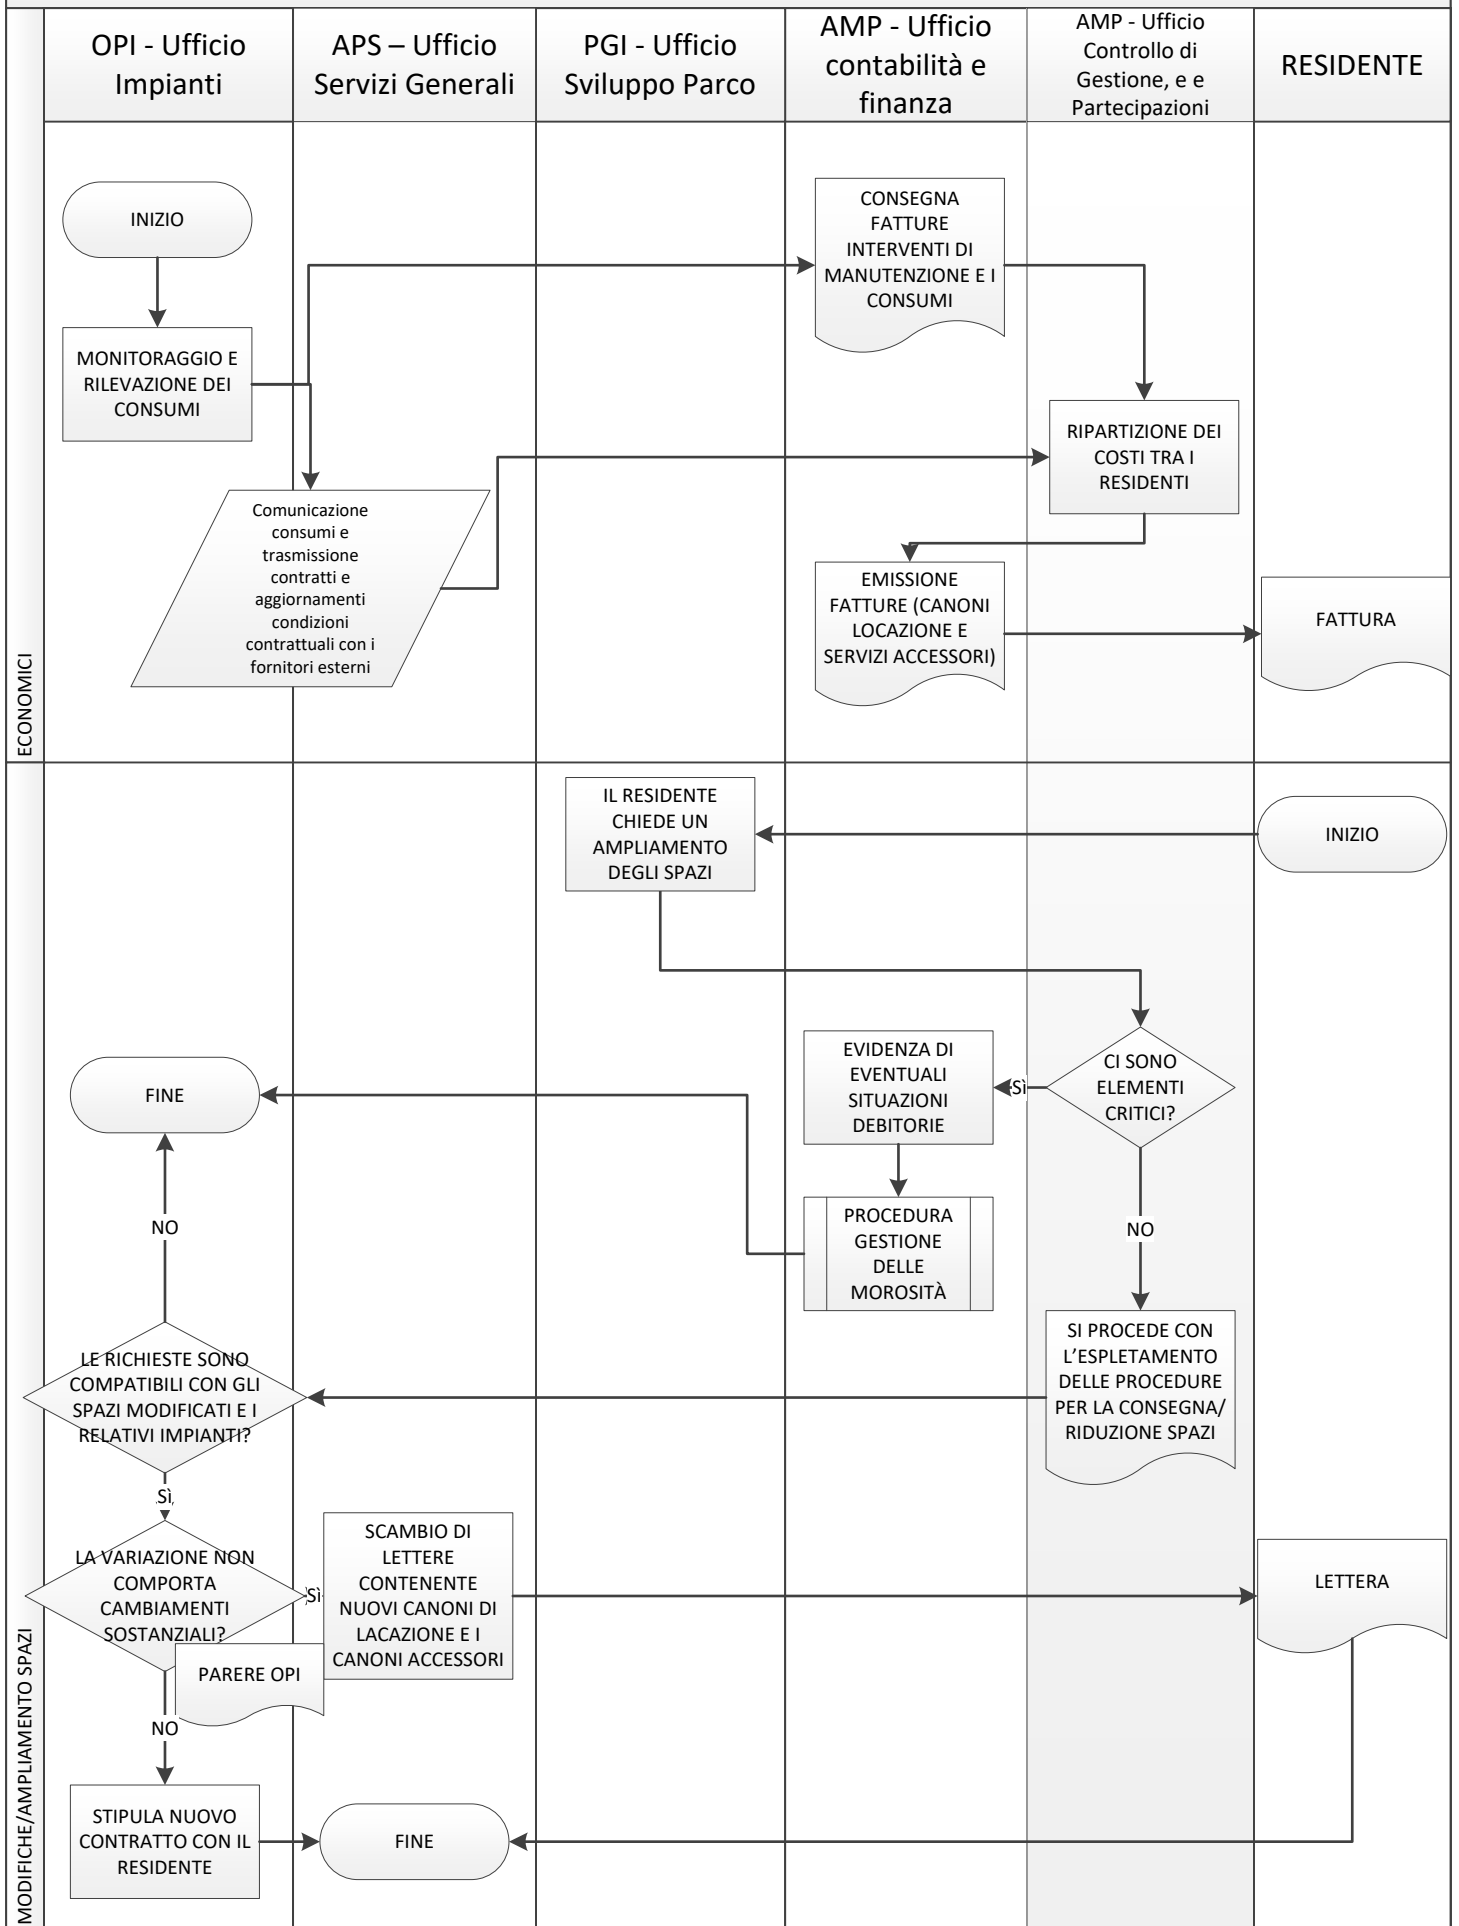 OPI - Ufficio
Impianti
APS – Ufficio
Servizi Generali
PGI - Ufficio
Sviluppo Parco
AMP - Ufficio
contabilità e
finanza
AMP - Ufficio
Controllo di
Gestione, e e
Partecipazioni
RESIDENTE
ECONOMICI
INIZIO
MONITORAGGIO E
RILEVAZIONE DEI
CONSUMI
Comunicazione
consumi e
trasmissione
contratti e
aggiornamenti
condizioni
contrattuali con i
fornitori esterni
CONSEGNA
FATTURE
INTERVENTI DI
MANUTENZIONE E I
CONSUMI
RIPARTIZIONE DEI
COSTI TRA I
RESIDENTI
EMISSIONE
FATTURE (CANONI
LOCAZIONE E
SERVIZI ACCESSORI)
FATTURA
MODIFICHE/AMPLIAMENTO SPAZI
IL RESIDENTE
CHIEDE UN
AMPLIAMENTO
DEGLI SPAZI
INIZIO
CI SONO
ELEMENTI
CRITICI?
Sì
EVIDENZA DI
EVENTUALI
SITUAZIONI
DEBITORIE
PROCEDURA
GESTIONE
DELLE
MOROSITÀ
FINE
NO
NO
SI PROCEDE CON
L'ESPLETAMENTO
DELLE PROCEDURE
PER LA CONSEGNA/
RIDUZIONE SPAZI
LE RICHIESTE SONO
COMPATIBILI CON GLI
SPAZI MODIFICATI E I
RELATIVI IMPIANTI?
Sì
LA VARIAZIONE NON
COMPORTA
CAMBIAMENTI
SOSTANZIALI?
Sì
SCAMBIO DI
LETTERE
CONTENENTE
NUOVI CANONI DI
LACAZIONE E I
CANONI ACCESSORI
LETTERA
PARERE OPI
NO
STIPULA NUOVO
CONTRATTO CON IL
RESIDENTE
FINE